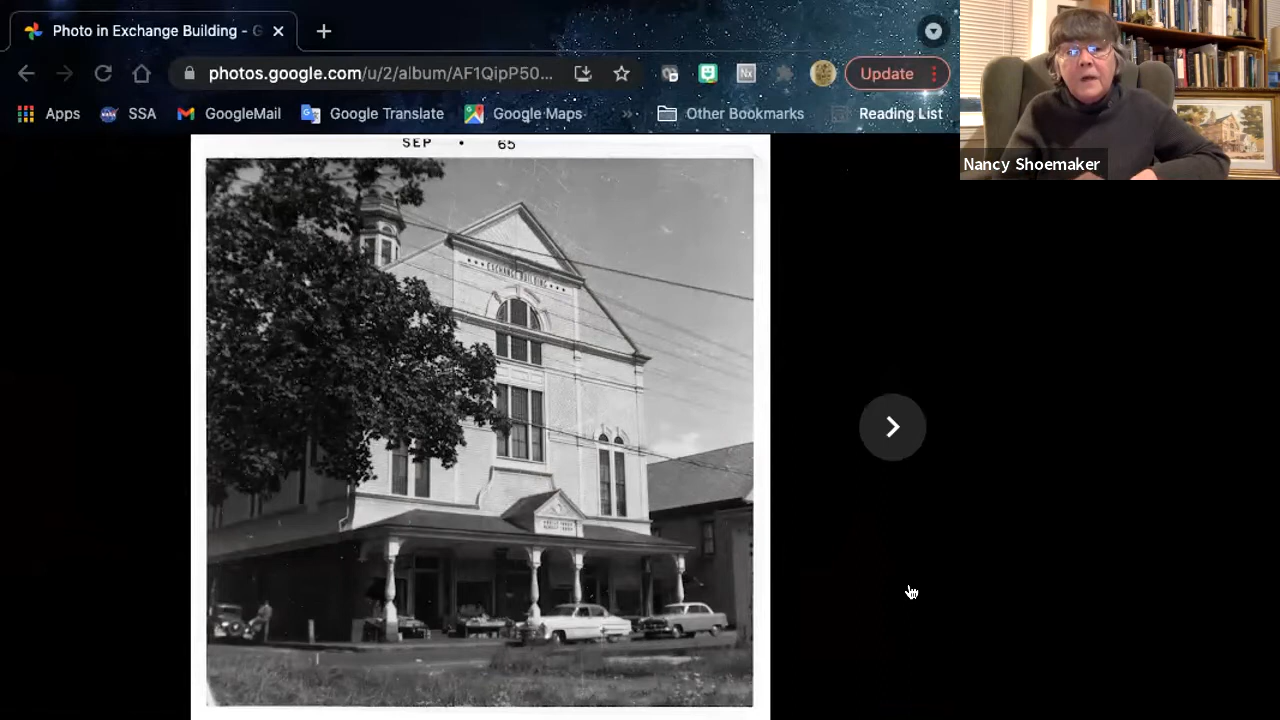 Photo in Exchange Building - G
photos.google.com/u/2/album/AF1QipP50...
Nx
Update
Apps
SSA
GoogleMail
Google Translate
Google Maps
Other Bookmarks
Reading List
Nancy Shoemaker
SEP • 65
EXCHANGE BUILDING